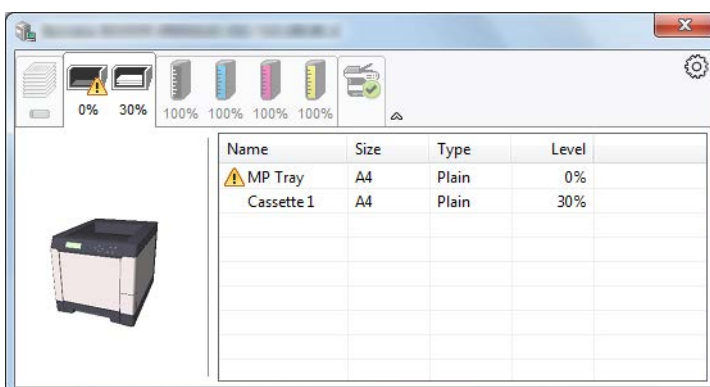 0% 30% 100% 100% 100% 100%
Name Size Type Level
MP Tray A4 Plain 0%
Cassette 1 A4 Plain 30%